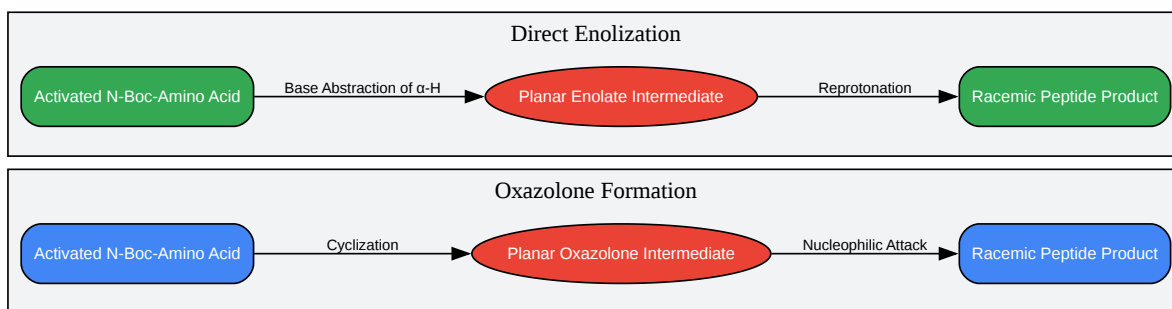 Direct Enolization
Activated N-Boc-Amino Acid
Base Abstraction of α-H
Planar Enolate Intermediate
Reprotonation
Racemic Peptide Product
Oxazolone Formation
Activated N-Boc-Amino Acid
Cyclization
Planar Oxazolone Intermediate
Nucleophilic Attack
Racemic Peptide Product